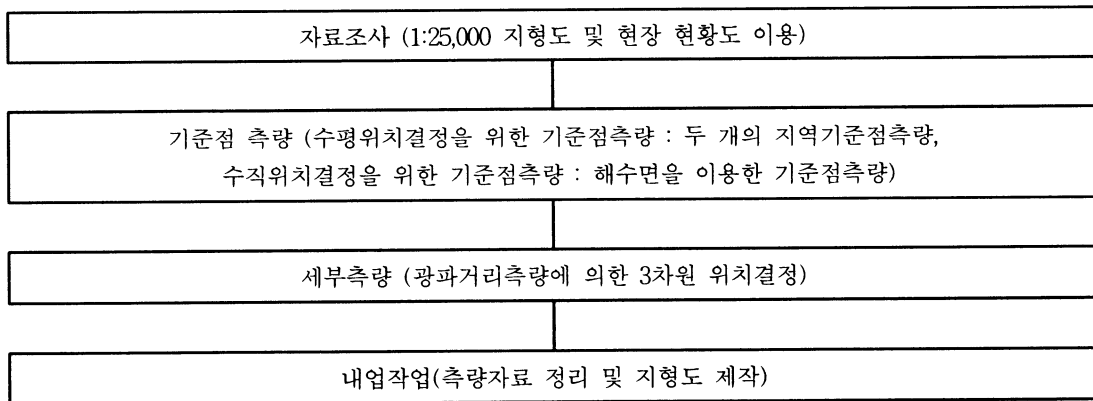 자료조사 (1:25,000 지형도 및 현장 현황도 이용)
기준점 측량 (수평위치결정을 위한 기준점측량 : 두 개의 지역기준점측량,
수직위치결정을 위한 기준점측량 : 해수면을 이용한 기준점측량)
세부측량 (광파거리측량에 의한 3차원 위치결정)
내업작업(측량자료 정리 및 지형도 제작)